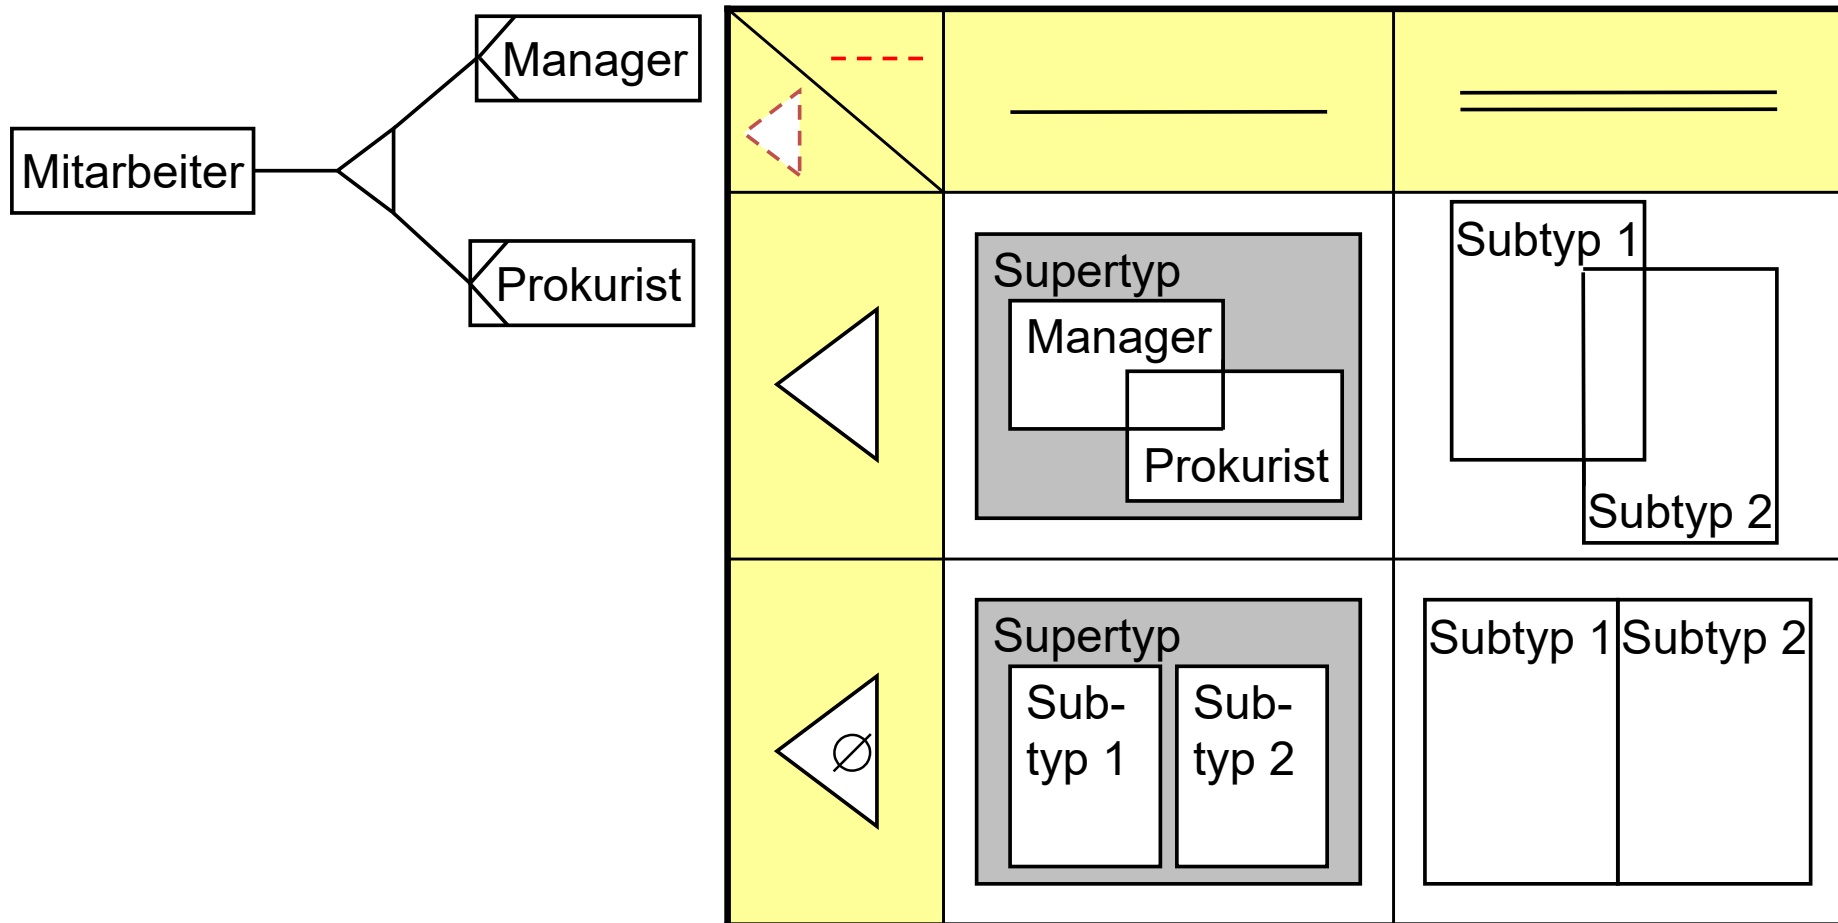 Manager
Mitarbeiter
Prokurist
Supertyp
Manager
Prokurist
Subtyp 1
Subtyp 2
Supertyp
Sub-
typ 1
Sub-
typ 2
Subtyp 1
Subtyp 2